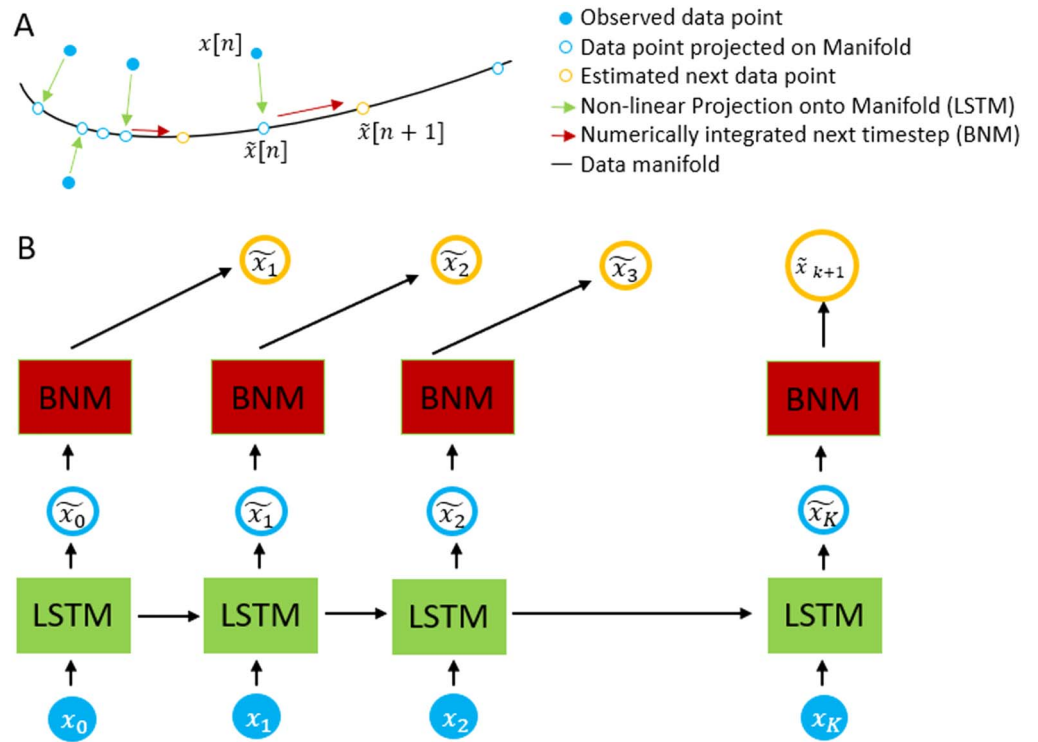 A
x[n]
x̃[n]
x̃[n + 1]
Observed data point
Data point projected on Manifold
Estimated next data point
Non-linear Projection onto Manifold (LSTM)
Numerically integrated next timestep (BNM)
Data manifold
B
x̃₁ x̃₂ x̃₃ x̃ ₖ₊₁
BNM BNM BNM BNM
x̃₀ x̃₁ x̃₂ x̃_K
LSTM LSTM LSTM LSTM
x₀ x₁ x₂ x_K